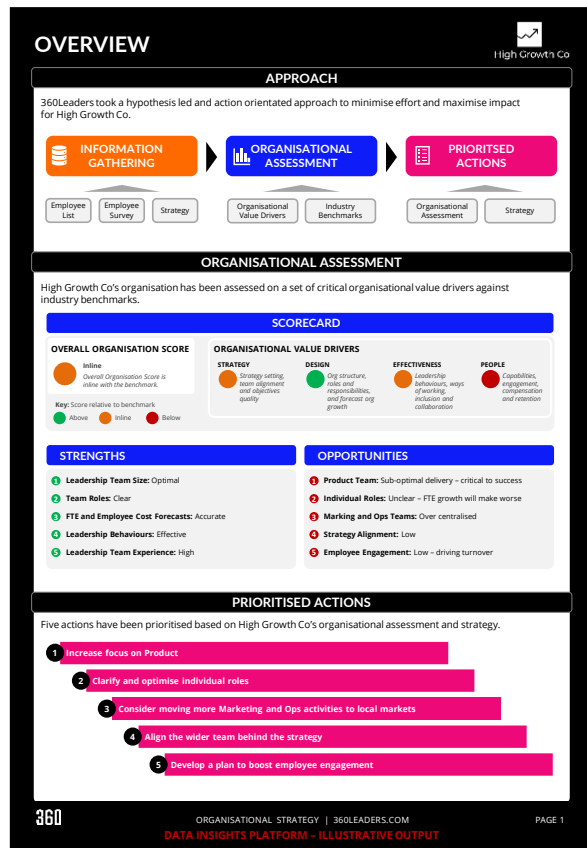 OVERVIEW
High Growth Co
APPROACH
360Leaders took a hypothesis led and action orientated approach to minimise effort and maximise impact
for High Growth Co.
INFORMATION
GATHERING
ORGANISATIONAL
ASSESSMENT
PRIORITSED
ACTIONS
Employee
List
Employee
Survey
Strategy
Organisational
Value Drivers
Industry
Benchmarks
Organisational
Assessment
Strategy
ORGANISATIONAL ASSESSMENT
High Growth Co's organisation has been assessed on a set of critical organisational value drivers against
industry benchmarks.
SCORECARD
OVERALL ORGANISATION SCORE
Inline
Overall Organisation Score is
inline with the benchmark.
Key: Score relative to benchmark
Above
Inline
Below
ORGANISATIONAL VALUE DRIVERS
STRATEGY
Strategy setting,
team alignment
and objectives
quality
DESIGN
Org structure,
roles and
responsibilities,
and forecast org
growth
EFFECTIVENESS
Leadership
behaviours, ways
of working,
inclusion and
collaboration
PEOPLE
Capabilities,
engagement,
compensation
and retention
STRENGTHS
1 Leadership Team Size: Optimal
2 Team Roles: Clear
3 FTE and Employee Cost Forecasts: Accurate
4 Leadership Behaviours: Effective
5 Leadership Team Experience: High
OPPORTUNITIES
1 Product Team: Sub-optimal delivery – critical to success
2 Individual Roles: Unclear – FTE growth will make worse
3 Marking and Ops Teams: Over centralised
4 Strategy Alignment: Low
5 Employee Engagement: Low – driving turnover
PRIORITISED ACTIONS
Five actions have been prioritised based on High Growth Co's organisational assessment and strategy.
1 Increase focus on Product
2 Clarify and optimise individual roles
3 Consider moving more Marketing and Ops activities to local markets
4 Align the wider team behind the strategy
5 Develop a plan to boost employee engagement
360
ORGANISATIONAL STRATEGY | 360LEADERS.COM
PAGE 1
DATA INSIGHTS PLATFORM – ILLUSTRATIVE OUTPUT